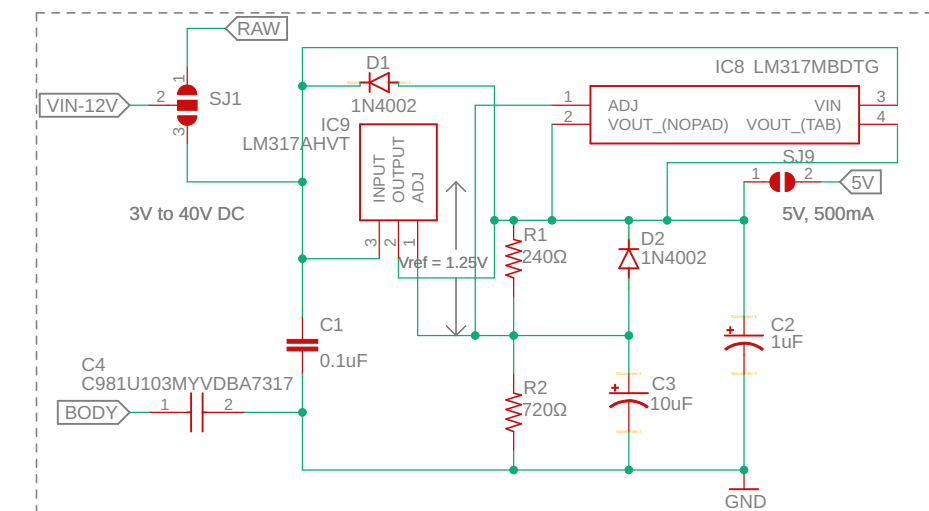 RAW
D1
IC8 LM317MBDTG
1
2
VIN-12V
SJ1
1N4002
1
ADJ
VIN
3
IC9
2
VOUT_(NOPAD)
VOUT_(TAB)
4
3
LM317AHVT
INPUT
OUTPUT
ADJ
SJ9
1
2
5V
3V to 40V DC
5V, 500mA
3
2
1
R1
240Ω
D2
1N4002
Vref = 1.25V
C1
0.1uF
C2
1uF
C4
C981U103MYVDBA7317
R2
720Ω
C3
10uF
BODY
1
2
GND